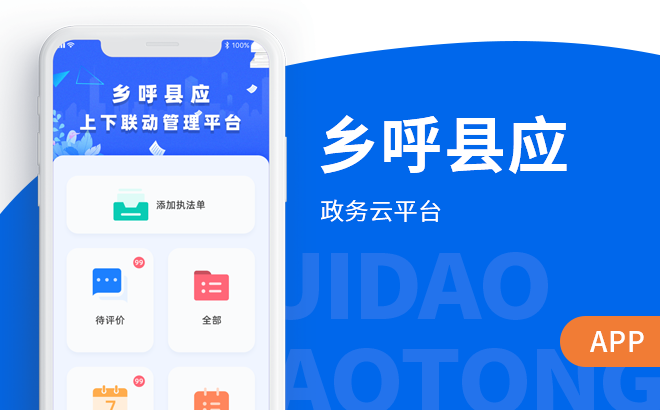 100%
乡呼县应
上下联动管理平台
添加执法单
99
待评价
全部
99
7
乡呼县应
政务云平台
UIDAO
AOTONG
APP